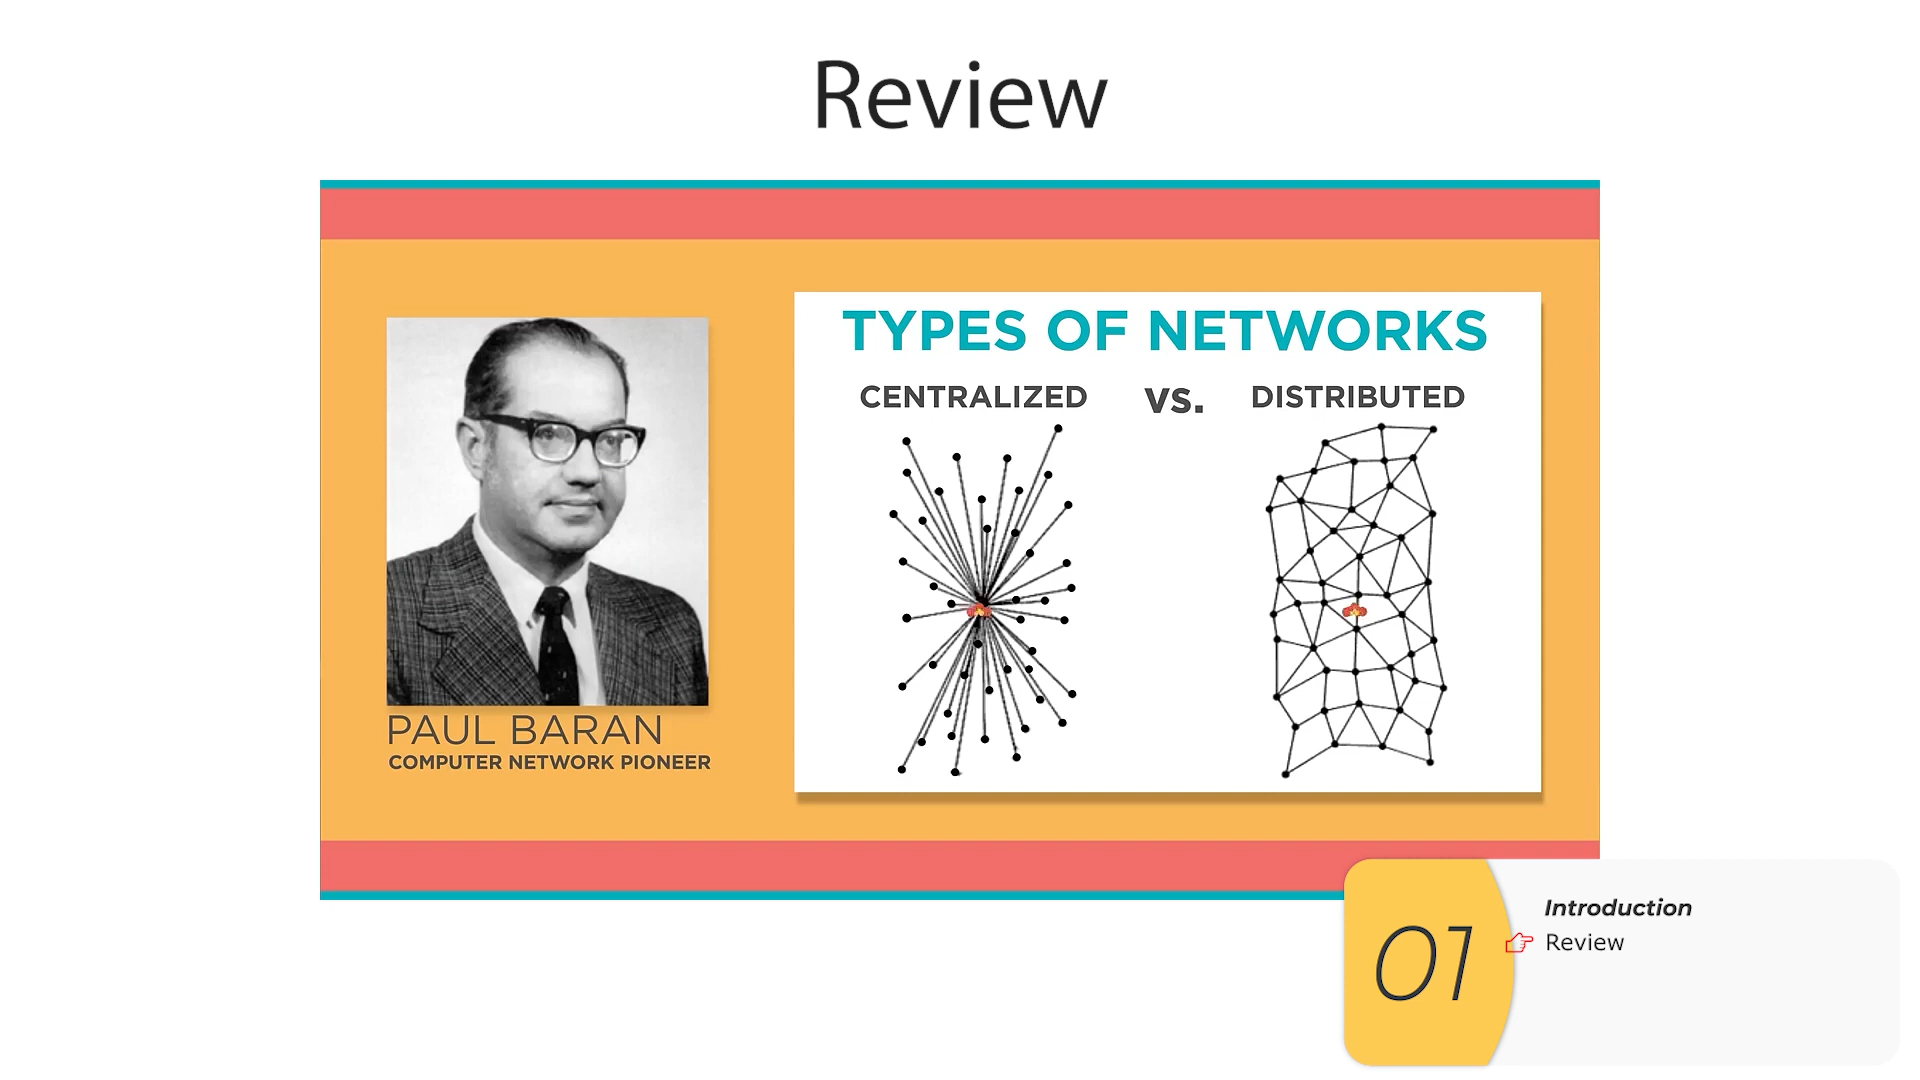 Review
TYPES OF NETWORKS
CENTRALIZED VS. DISTRIBUTED
PAUL BARAN
COMPUTER NETWORK PIONEER
01
Introduction
Review